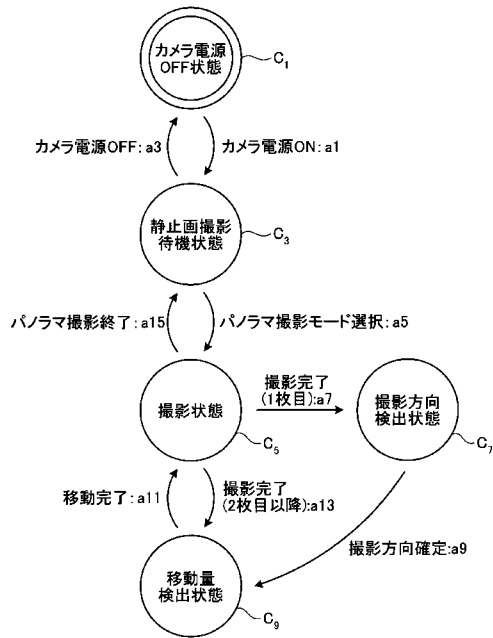 カメラ電源
OFF状態
C1
カメラ電源OFF: a3
カメラ電源ON: a1
静止画撮影
待機状態
C3
パノラマ撮影終了: a15
パノラマ撮影モード選択: a5
撮影状態
C5
撮影完了
(1枚目):a7
撮影方向
検出状態
C7
移動完了: a11
撮影完了
(2枚目以降):a13
撮影方向確定:a9
移動量
検出状態
C9